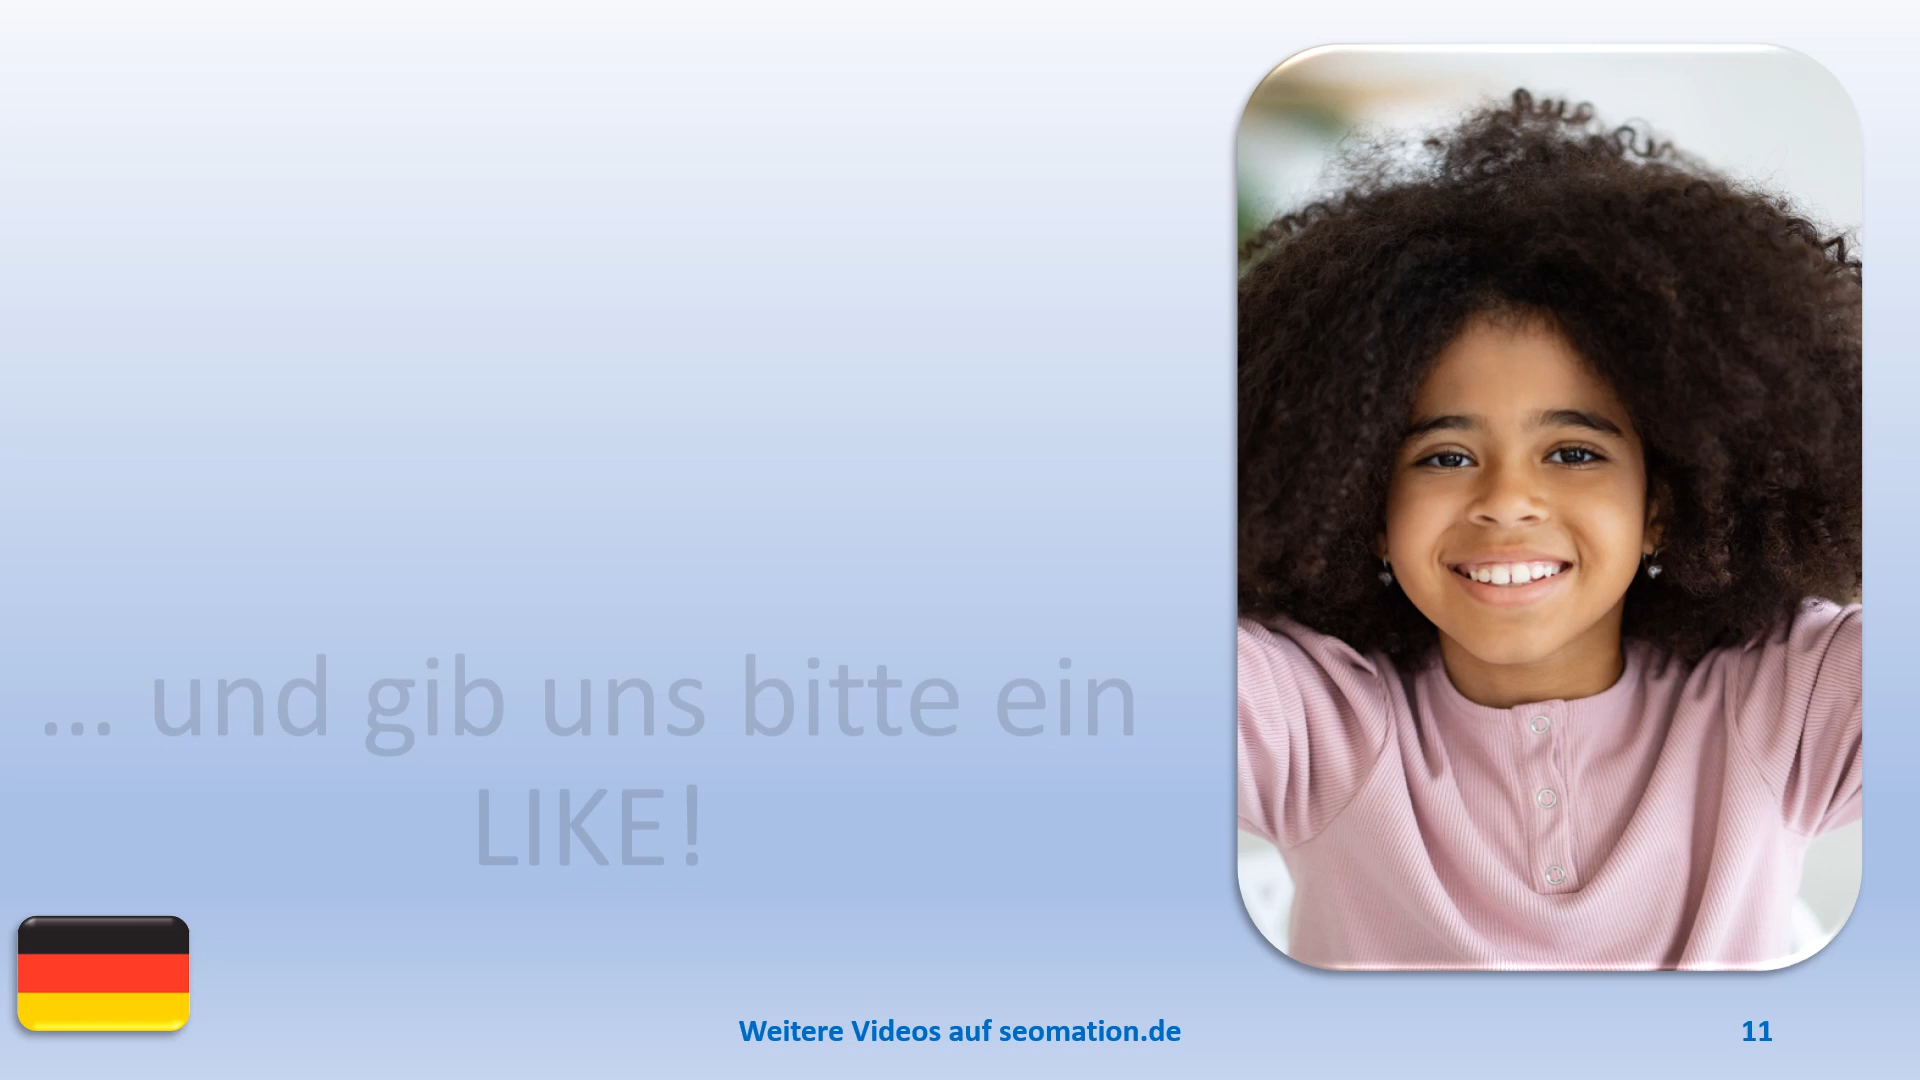 ... und gib uns bitte ein
LIKE!
Weitere Videos auf seomation.de
11